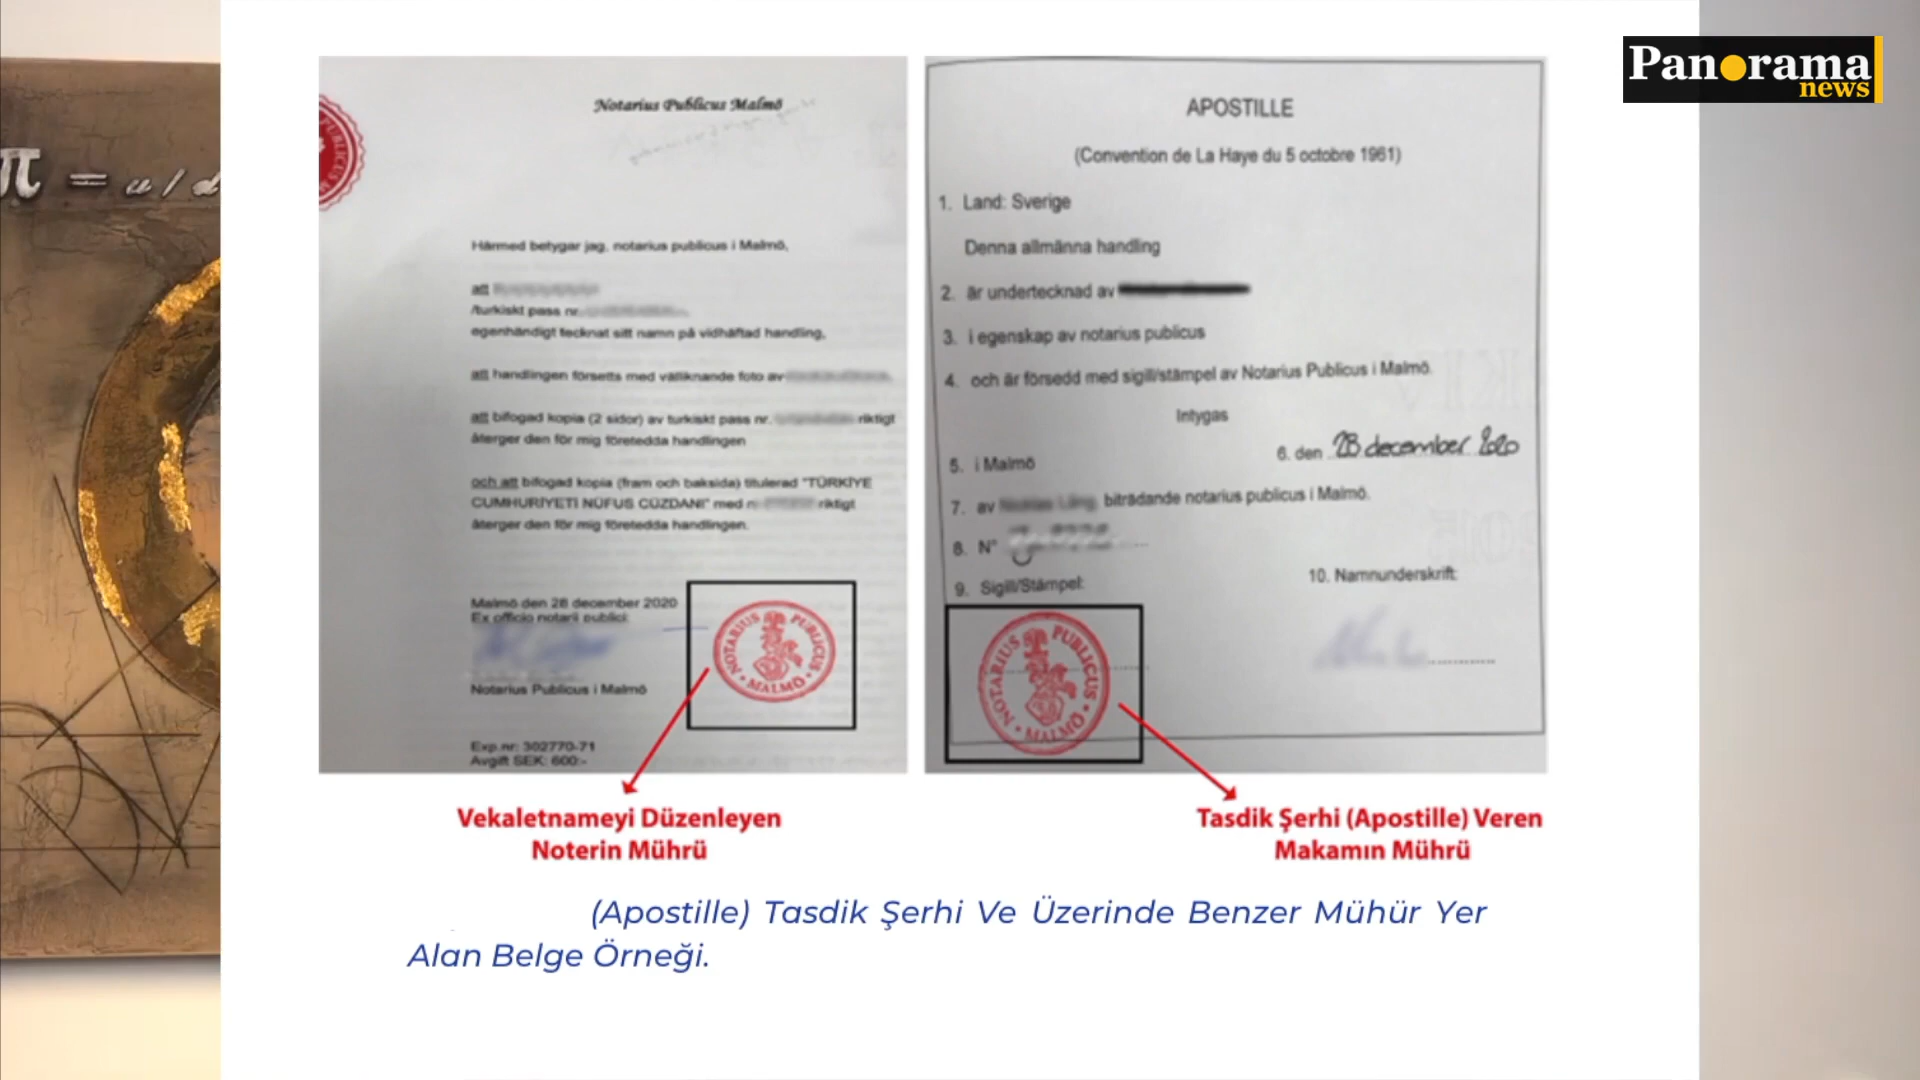 Panorama
news
π = u / d
Notarius Publicus Malmö
Härmed betygar jag, notarius publicus i Malmö,
att
/turkiskt pass nr.
egenhändigt tecknat sitt namn på vidhäftad handling,
att handlingen försetts med välliknande foto av
att bifogad kopia (2 sidor) av turkiskt pass nr. riktigt
återger den för mig företedda handlingen
och att bifogad kopia (fram och baksida) titulerad "TÜRKİYE
CUMHURİYETİ NÜFUS CÜZDANI" med n riktigt
återger den för mig företedda handlingen.
Malmö den 28 december 2020
Ex officio notarii publici:
Notarius Publicus i Malmö
Exp.nr: 302770-71
Avgift SEK: 600:-
NOTARIUS PUBLICUS • MALMÖ •
APOSTILLE
(Convention de La Haye du 5 octobre 1961)
1. Land: Sverige
Denna allmänna handling
2. är undertecknad av
3. i egenskap av notarius publicus
4. och är försedd med sigill/stämpel av Notarius Publicus i Malmö.
Intygas
5. i Malmö
6. den 28 december 2020
7. av biträdande notarius publicus i Malmö.
8. N°
9. Sigill/Stämpel:
10. Namnunderskrift:
NOTARIUS PUBLICUS • MALMÖ •
Vekaletnameyi Düzenleyen
Noterin Mührü
Tasdik Şerhi (Apostille) Veren
Makamın Mührü
(Apostille) Tasdik Şerhi Ve Üzerinde Benzer Mühür Yer
Alan Belge Örneği.